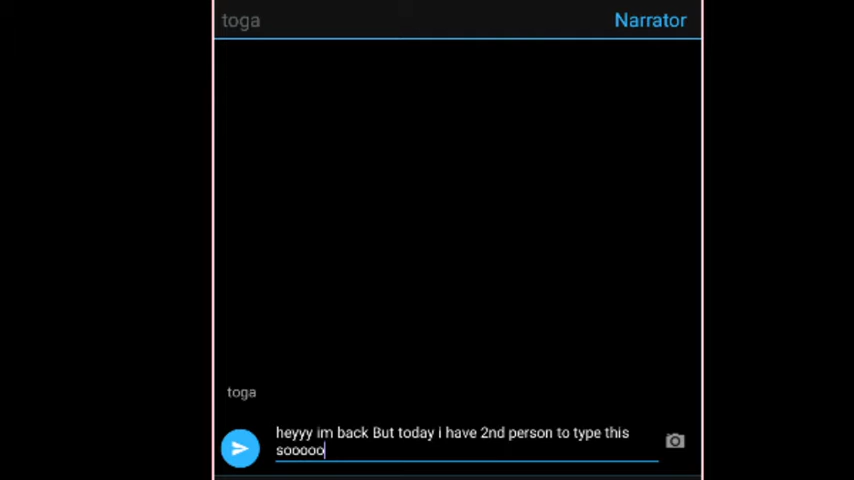 toga Narrator
toga
heyyy im back But today i have 2nd person to type this
sooooo